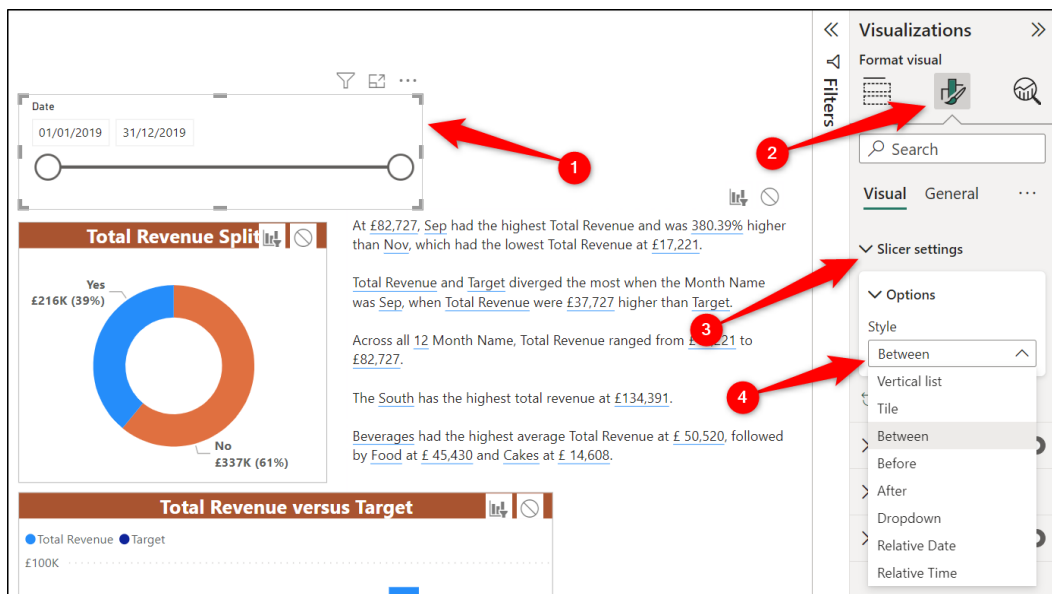 Visualizations
Format visual
Filters
Date
01/01/2019 31/12/2019
1
2
Search
Visual General
Slicer settings
Options
Style
Between
Vertical list
Tile
Between
Before
After
Dropdown
Relative Date
Relative Time
3
4
Total Revenue Split
Yes
£216K (39%)
No
£337K (61%)
At £82,727, Sep had the highest Total Revenue and was 380.39% higher
than Nov, which had the lowest Total Revenue at £17,221.
Total Revenue and Target diverged the most when the Month Name
was Sep, when Total Revenue were £37,727 higher than Target.
Across all 12 Month Name, Total Revenue ranged from 221 to
£82,727.
The South has the highest total revenue at £134,391.
Beverages had the highest average Total Revenue at £ 50,520, followed
by Food at £ 45,430 and Cakes at £ 14,608.
Total Revenue versus Target
Total Revenue Target
£100K